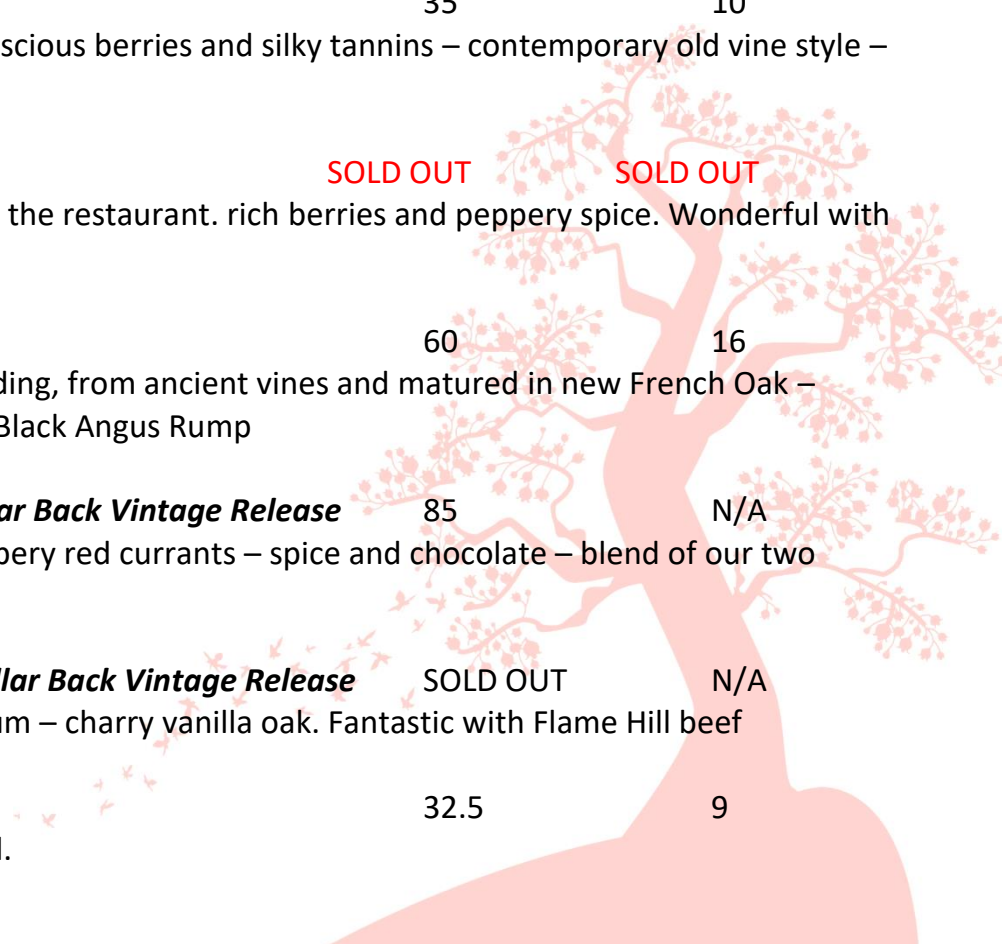 35 10
scious berries and silky tannins – contemporary old vine style –
SOLD OUT SOLD OUT
the restaurant. rich berries and peppery spice. Wonderful with
60 16
ding, from ancient vines and matured in new French Oak –
Black Angus Rump
ar Back Vintage Release 85 N/A
pery red currants – spice and chocolate – blend of our two
llar Back Vintage Release SOLD OUT N/A
um – charry vanilla oak. Fantastic with Flame Hill beef
32.5 9
l.